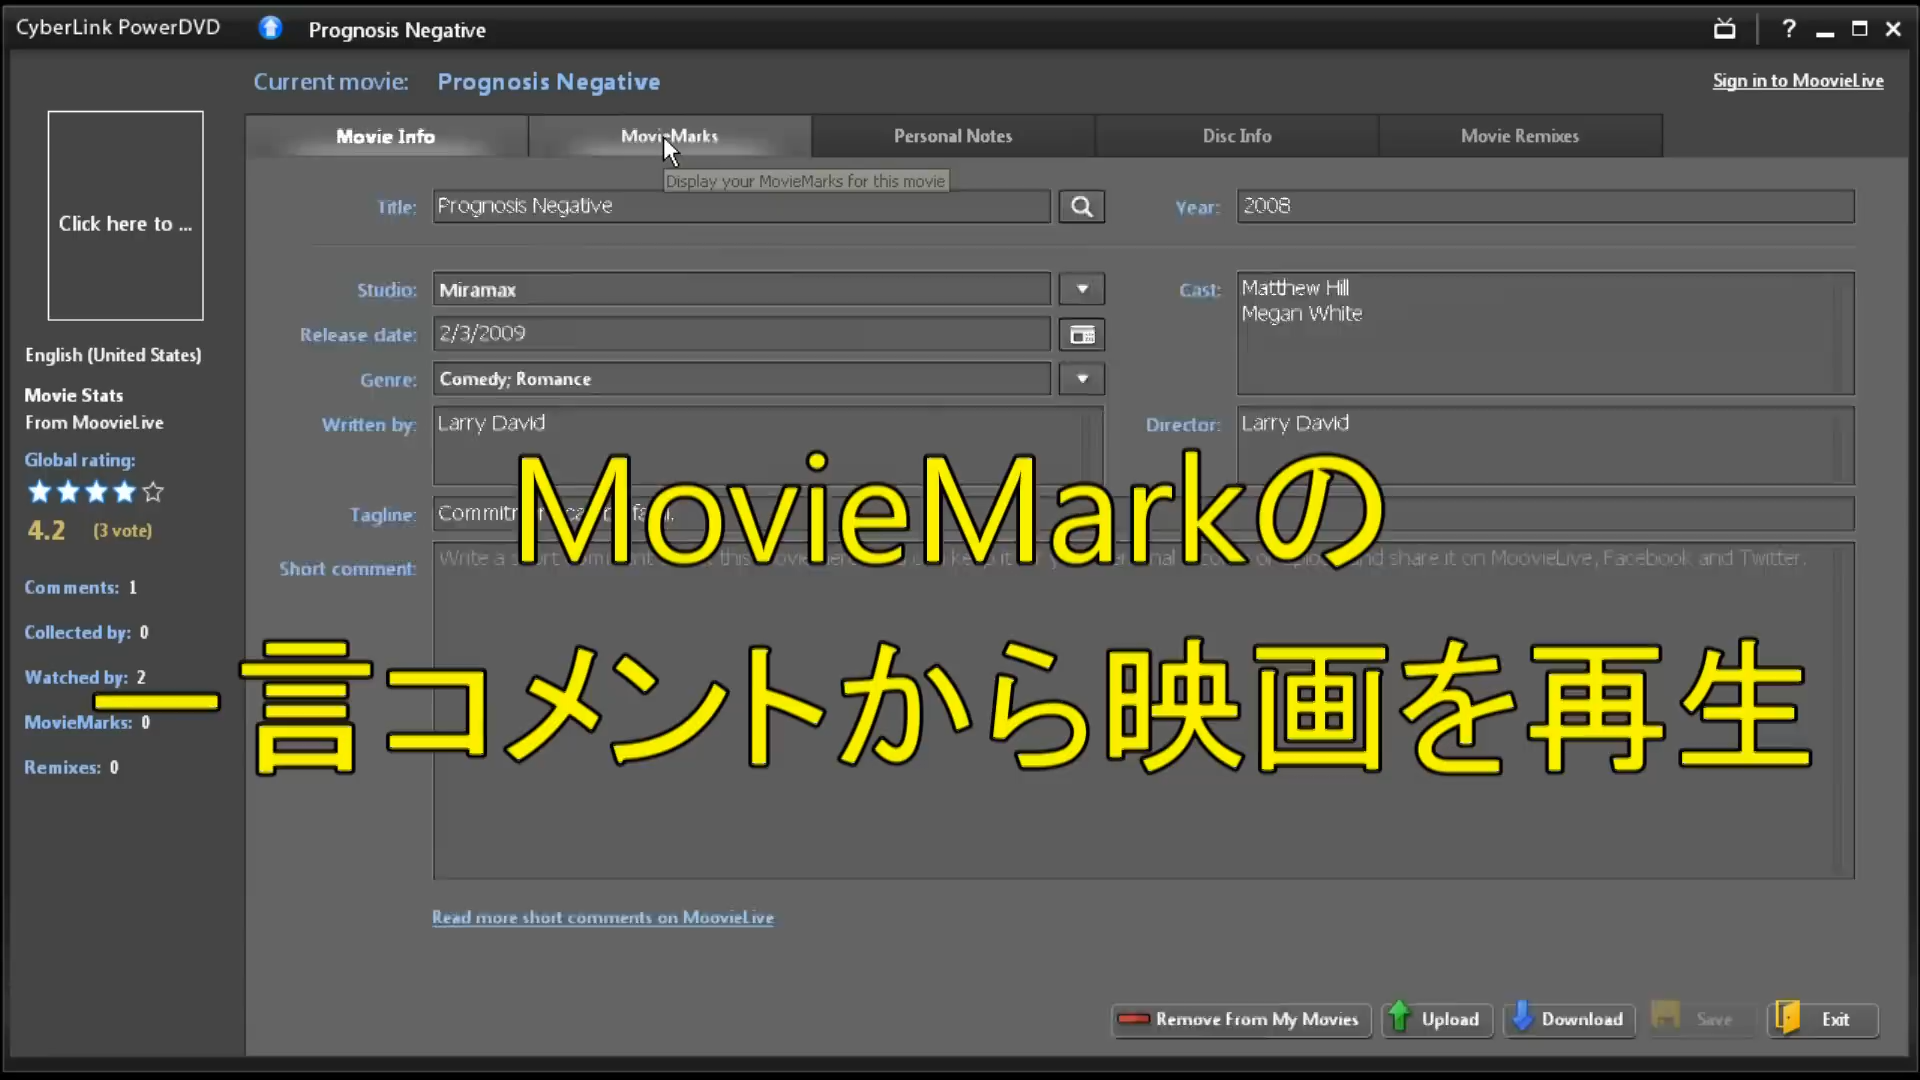 CyberLink PowerDVD
Prognosis Negative
?
Current movie: Prognosis Negative
Sign in to MoovieLive
Movie Info
MovieMarks
Personal Notes
Disc Info
Movie Remixes
Display your MovieMarks for this movie
Click here to ...
English (United States)
Movie Stats
From MoovieLive
Global rating:
4.2 (3 vote)
Comments: 1
Collected by: 0
Watched by: 2
MovieMarks: 0
Remixes: 0
Title: Prognosis Negative
Year: 2008
Studio: Miramax
Release date: 2/3/2009
Genre: Comedy; Romance
Written by: Larry David
Cast: Matthew Hill
Megan White
Director: Larry David
Tagline:
Short comment: Write a short and share it on MoovieLive, Facebook and Twitter.
MovieMarkの
一言コメントから映画を再生
Read more short comments on MoovieLive
Remove From My Movies
Upload
Download
Save
Exit